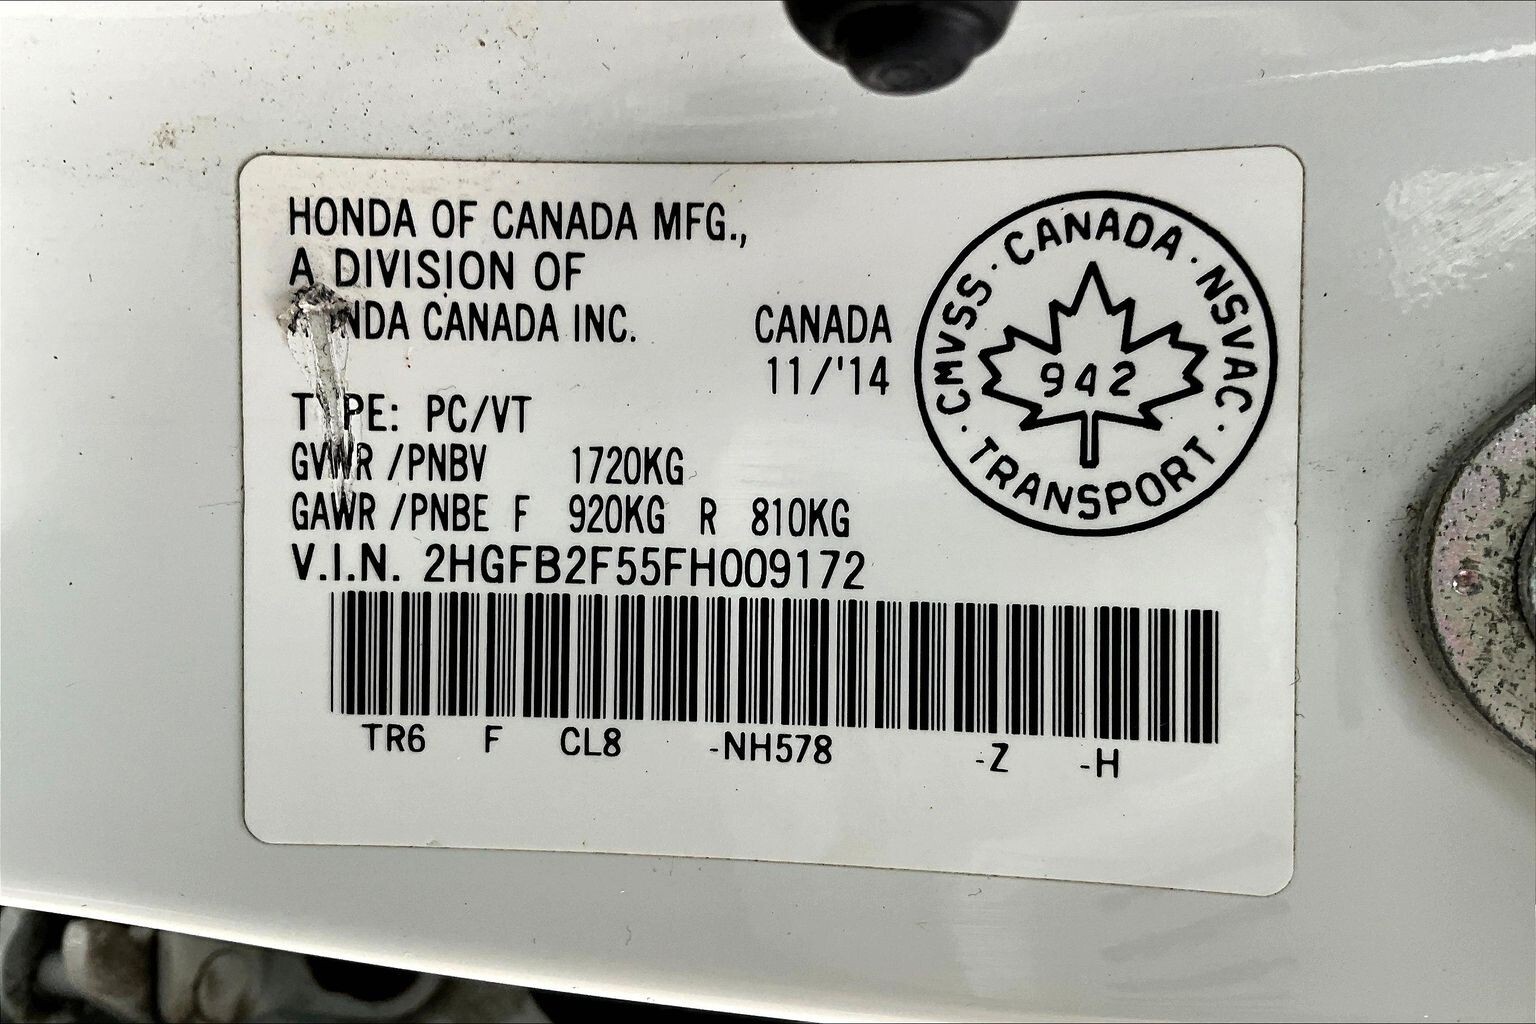 HONDA OF CANADA MFG.,
A DIVISION OF
NDA CANADA INC.
CANADA
11/'14
TYPE: PC/VT
GVWR /PNBV 1720KG
GAWR /PNBE F 920KG R 810KG
V.I.N. 2HGFB2F55FH009172
TR6 F CL8 -NH578 -Z -H
· CANADA · NSVAC · TRANSPORT · CMVSS
942